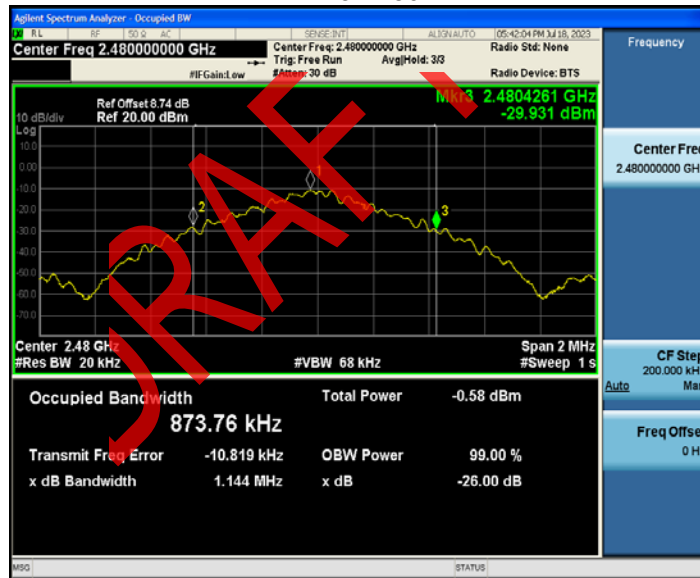 Agilent Spectrum Analyzer - Occupied BW
RL RF 50 Ω AC SENSE:INT ALIGN AUTO 05:42:04 PM Jul 18, 2023
Center Freq 2.480000000 GHz
Center Freq: 2.480000000 GHz
Radio Std: None
Trig: Free Run Avg|Hold: 3/3
#IFGain:Low #Atten: 30 dB Radio Device: BTS
Frequency
Mkr3 2.4804261 GHz
-29.931 dBm
Ref Offset 8.74 dB
10 dB/div Ref 20.00 dBm
Log
10.0
0.00
-10.0
-20.0
-30.0
-40.0
-50.0
-60.0
-70.0
1
2
3
Center Fre
2.480000000 GH
Center 2.48 GHz Span 2 MHz
#Res BW 20 kHz #VBW 68 kHz #Sweep 1 s
CF Step
200.000 kH
Auto Ma
Occupied Bandwidth Total Power -0.58 dBm
873.76 kHz
Freq Offse
0 H
Transmit Freq Error -10.819 kHz OBW Power 99.00 %
x dB Bandwidth 1.144 MHz x dB -26.00 dB
MSG STATUS
DRAF